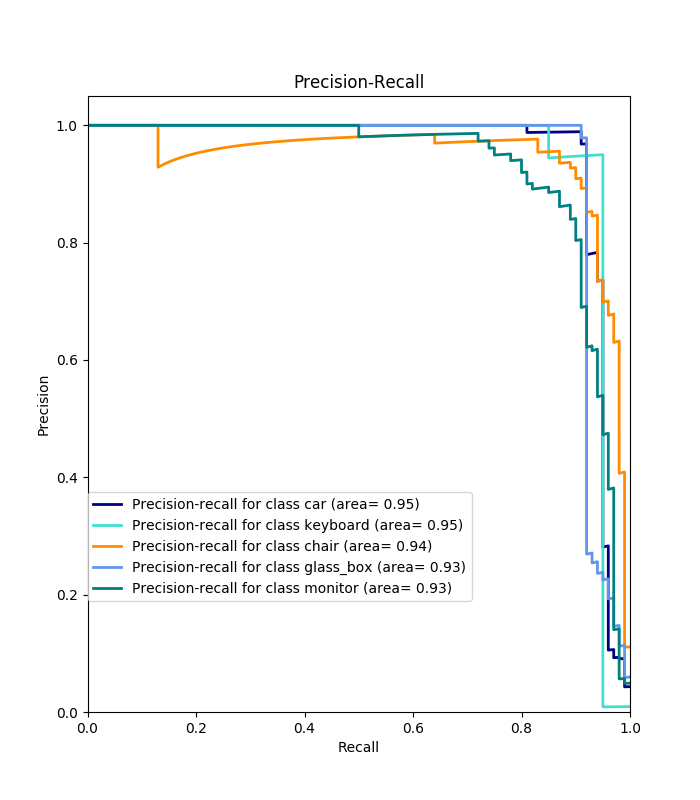 Precision-Recall
1.0
0.8
0.6
0.4
0.2
0.0
Precision
Precision-recall for class car (area= 0.95)
Precision-recall for class keyboard (area= 0.95)
Precision-recall for class chair (area= 0.94)
Precision-recall for class glass_box (area= 0.93)
Precision-recall for class monitor (area= 0.93)
0.0 0.2 0.4 0.6 0.8 1.0
Recall